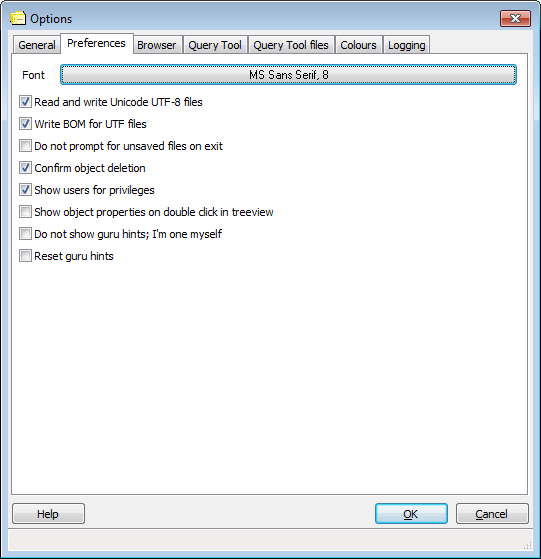 Options
General Preferences Browser Query Tool Query Tool files Colours Logging
Font MS Sans Serif, 8
Read and write Unicode UTF-8 files
Write BOM for UTF files
Do not prompt for unsaved files on exit
Confirm object deletion
Show users for privileges
Show object properties on double click in treeview
Do not show guru hints; I'm one myself
Reset guru hints
Help OK Cancel